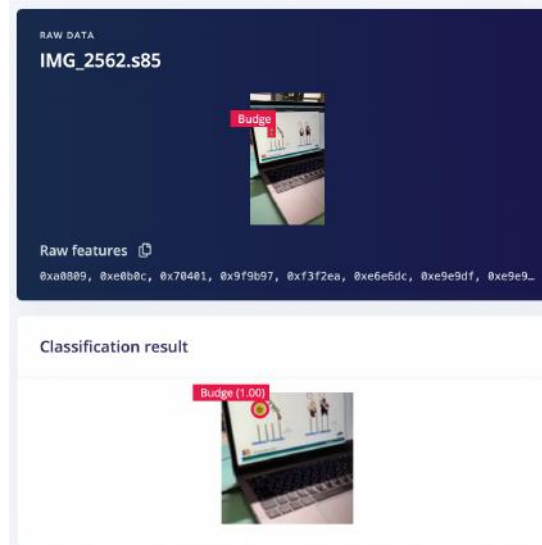 RAW DATA
IMG_2562.s85
Budge
Raw features
0xa0809, 0xe0b0c, 0x70401, 0x9f9b97, 0xf3f2ea, 0xe6e6dc, 0xe9e9df, 0xe9e9…
Classification result
Budge (1.00)